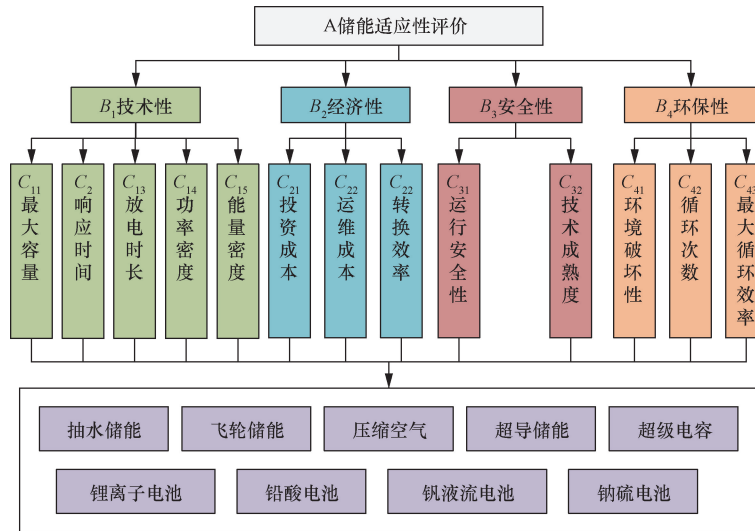 A储能适应性评价
B₁技术性
B₂经济性
B₃安全性
B₄环保性
C₁₁最大容量
C₂响应时间
C₁₃放电时长
C₁₄功率密度
C₁₅能量密度
C₂₁投资成本
C₂₂运维成本
C₂₂转换效率
C₃₁运行安全性
C₃₂技术成熟度
C₄₁环境破坏性
C₄₂循环次数
C₄₃最大循环效率
抽水储能
飞轮储能
压缩空气
超导储能
超级电容
锂离子电池
铅酸电池
钒液流电池
钠硫电池